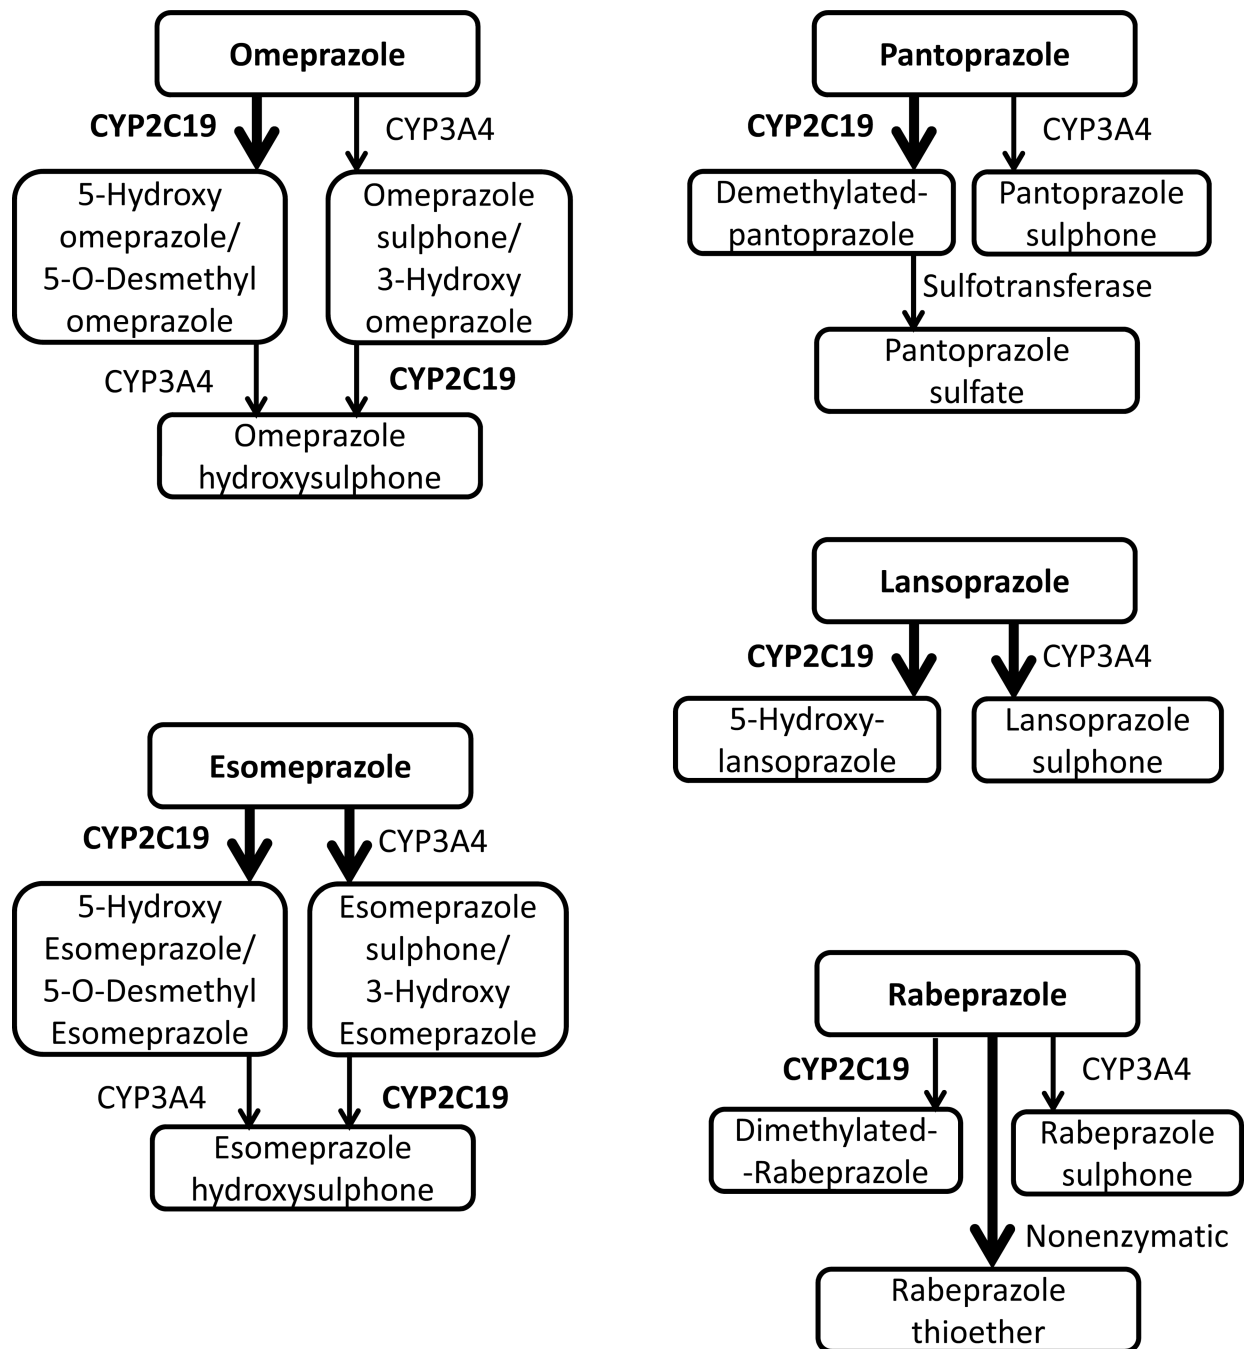 Omeprazole
CYP2C19
CYP3A4
5-Hydroxy
omeprazole/
5-O-Desmethyl
omeprazole
Omeprazole
sulphone/
3-Hydroxy
omeprazole
CYP3A4
CYP2C19
Omeprazole
hydroxysulphone
Pantoprazole
CYP2C19
CYP3A4
Demethylated-
pantoprazole
Pantoprazole
sulphone
Sulfotransferase
Pantoprazole
sulfate
Lansoprazole
CYP2C19
CYP3A4
5-Hydroxy-
lansoprazole
Lansoprazole
sulphone
Esomeprazole
CYP2C19
CYP3A4
5-Hydroxy
Esomeprazole/
5-O-Desmethyl
Esomeprazole
Esomeprazole
sulphone/
3-Hydroxy
Esomeprazole
CYP3A4
CYP2C19
Esomeprazole
hydroxysulphone
Rabeprazole
CYP2C19
CYP3A4
Dimethylated-
-Rabeprazole
Rabeprazole
sulphone
Nonenzymatic
Rabeprazole
thioether